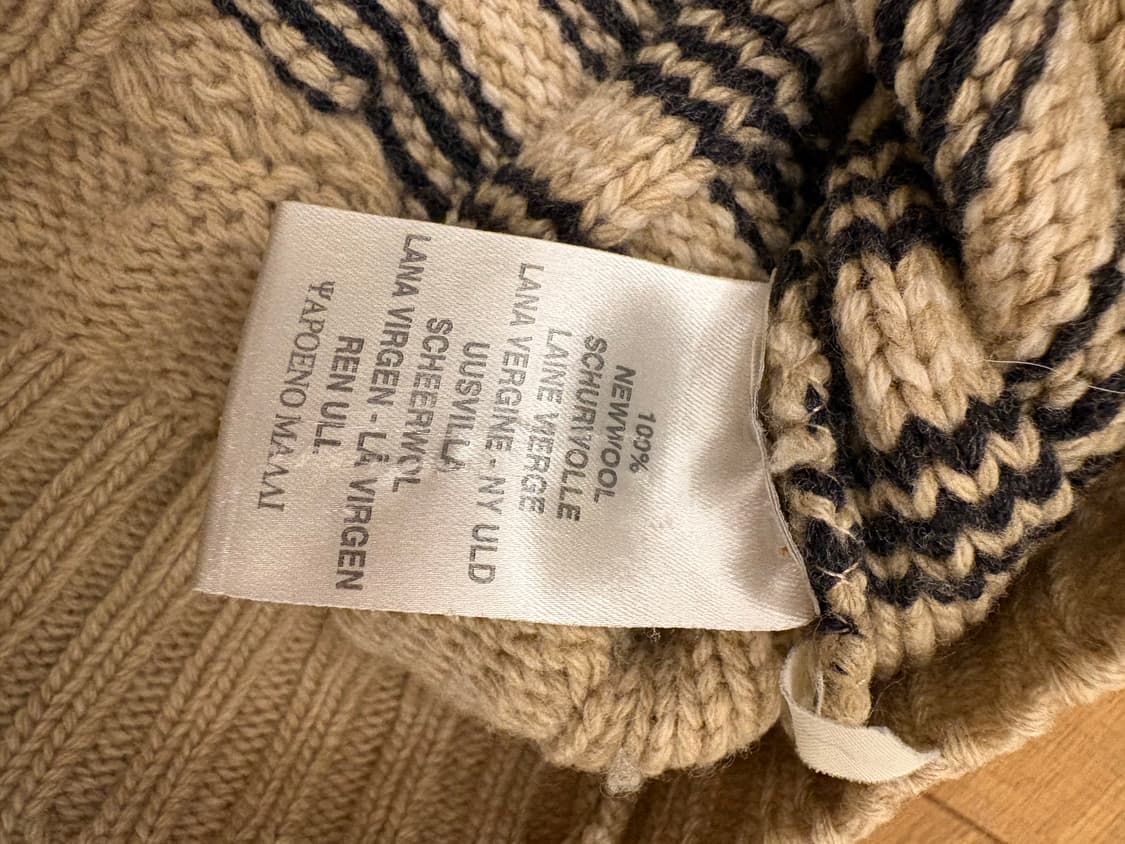 100%
NEWWOOL
SCHURWOLLE
LAINE VIERGE
LANA VERGINE - NY ULD
UUSVILLA
SCHEERWOL
LANA VIRGEN - LÃ VIRGEN
REN ULL
ΨΑΡΟΕΝΟ ΜΑΛΛΙ